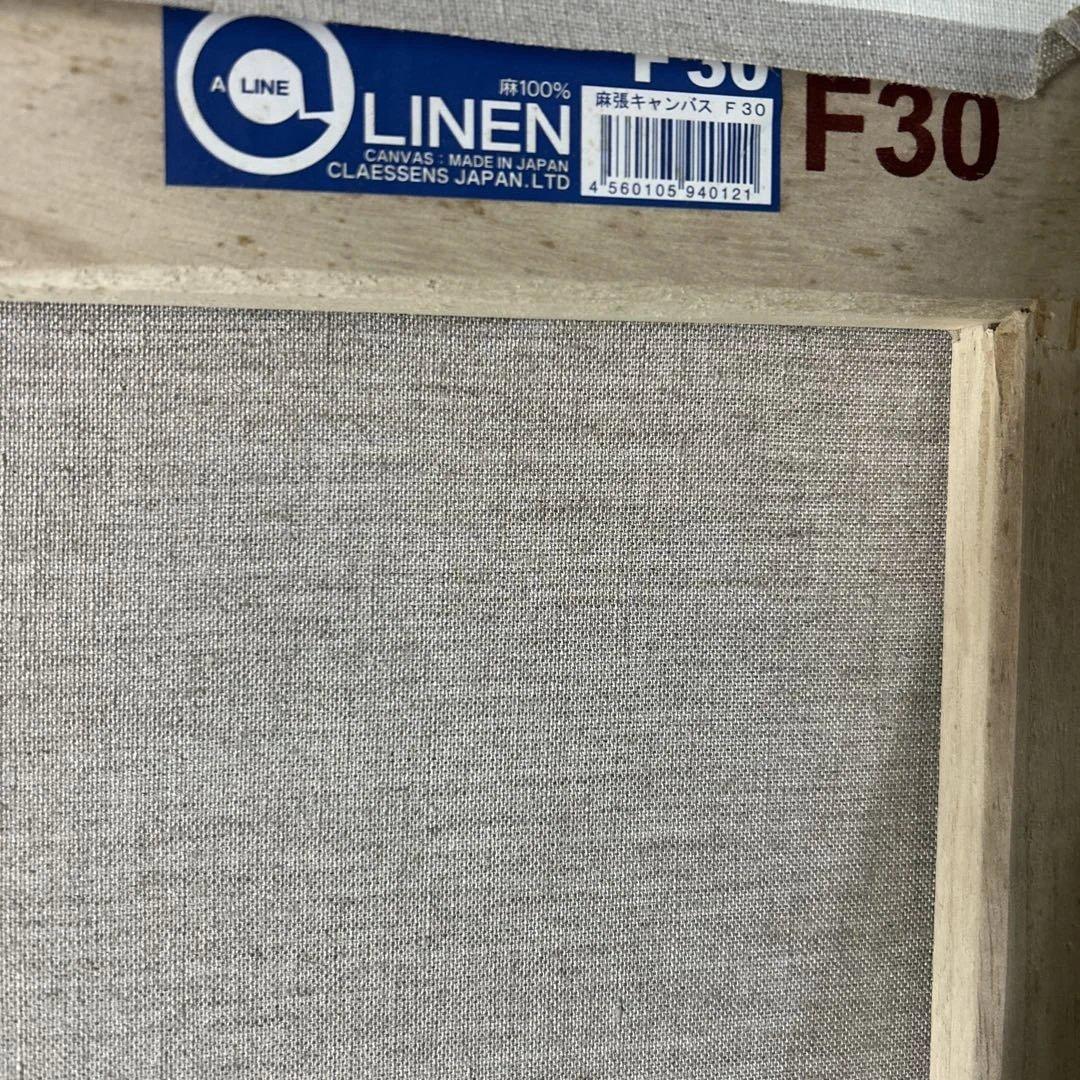 A LINE
麻100%
LINEN
CANVAS : MADE IN JAPAN
CLAESSENS JAPAN.LTD
F30
麻張キャンバス F30
4 560105 940121
F30